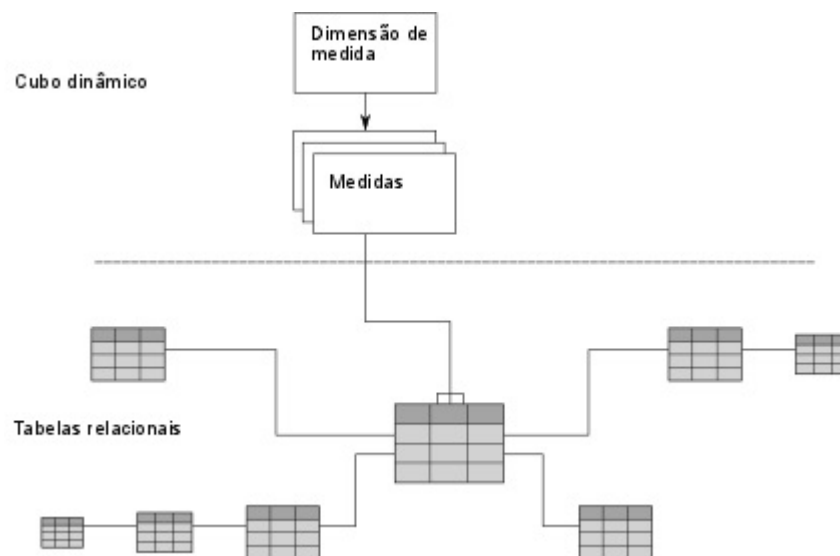 Dimensão de
medida
Cubo dinâmico
Medidas
Tabelas relacionais